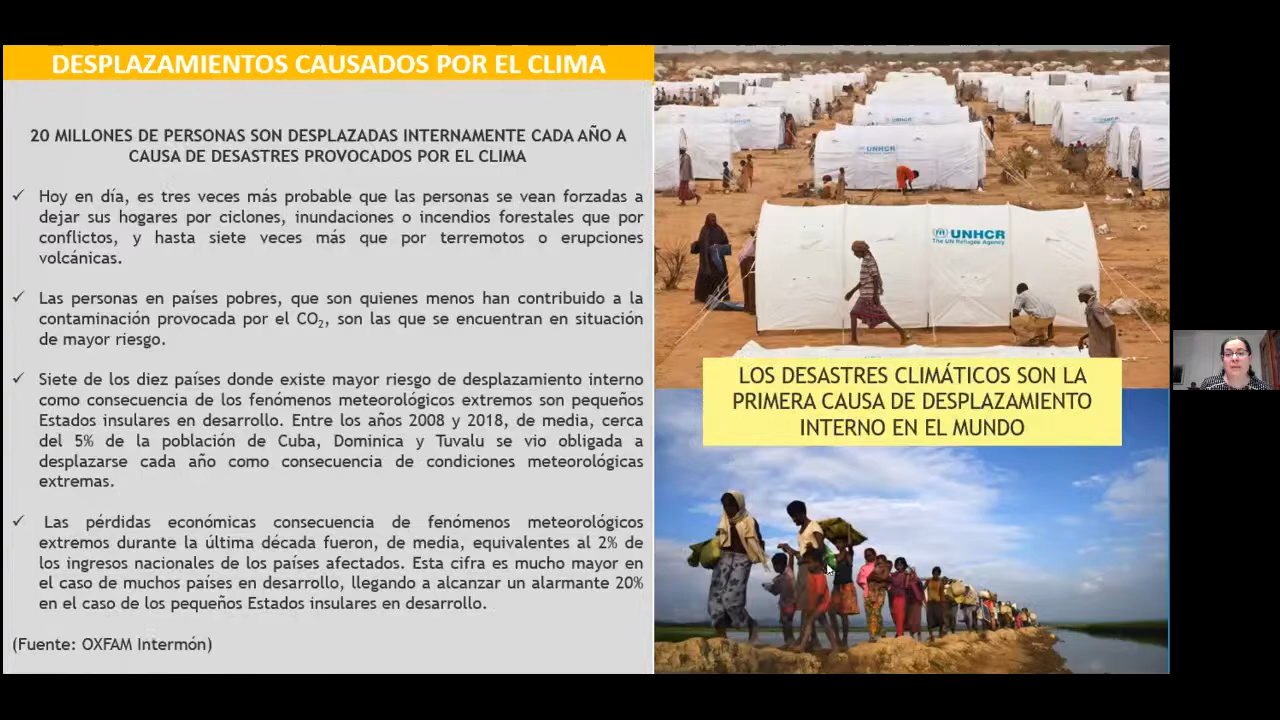 DESPLAZAMIENTOS CAUSADOS POR EL CLIMA
20 MILLONES DE PERSONAS SON DESPLAZADAS INTERNAMENTE CADA AÑO A
CAUSA DE DESASTRES PROVOCADOS POR EL CLIMA
✓ Hoy en día, es tres veces más probable que las personas se vean forzadas a
dejar sus hogares por ciclones, inundaciones o incendios forestales que por
conflictos, y hasta siete veces más que por terremotos o erupciones
volcánicas.
✓ Las personas en países pobres, que son quienes menos han contribuido a la
contaminación provocada por el CO₂, son las que se encuentran en situación
de mayor riesgo.
✓ Siete de los diez países donde existe mayor riesgo de desplazamiento interno
como consecuencia de los fenómenos meteorológicos extremos son pequeños
Estados insulares en desarrollo. Entre los años 2008 y 2018, de media, cerca
del 5% de la población de Cuba, Dominica y Tuvalu se vio obligada a
desplazarse cada año como consecuencia de condiciones meteorológicas
extremas.
✓ Las pérdidas económicas consecuencia de fenómenos meteorológicos
extremos durante la última década fueron, de media, equivalentes al 2% de
los ingresos nacionales de los países afectados. Esta cifra es mucho mayor en
el caso de muchos países en desarrollo, llegando a alcanzar un alarmante 20%
en el caso de los pequeños Estados insulares en desarrollo.
(Fuente: OXFAM Intermón)
UNHCR
UNHCR
The UN Refugee Agency
LOS DESASTRES CLIMÁTICOS SON LA
PRIMERA CAUSA DE DESPLAZAMIENTO
INTERNO EN EL MUNDO